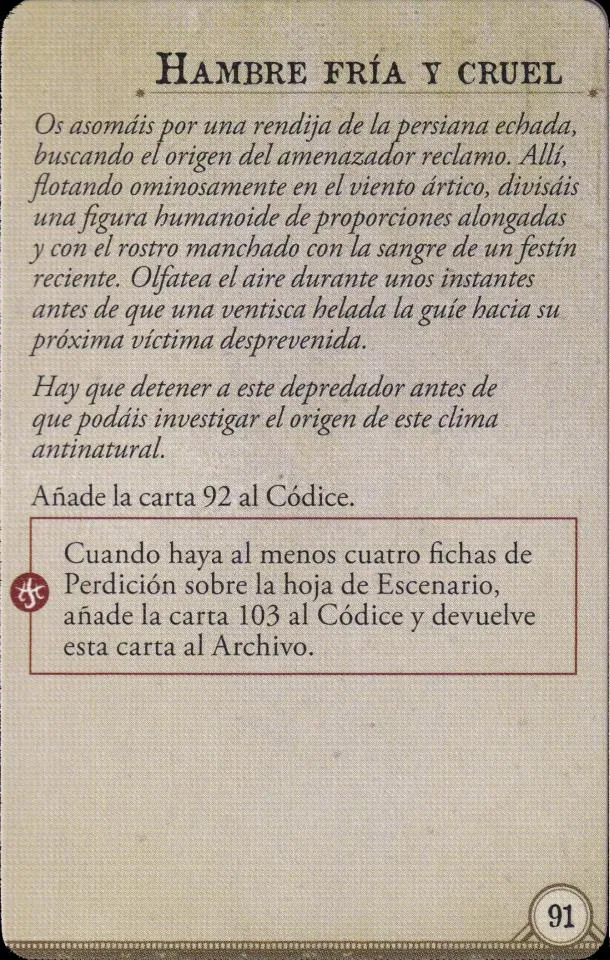 Hambre fría y cruel
Os asomáis por una rendija de la persiana echada,
buscando el origen del amenazador reclamo. Allí,
flotando ominosamente en el viento ártico, divisáis
una figura humanoide de proporciones alongadas
y con el rostro manchado con la sangre de un festín
reciente. Olfatea el aire durante unos instantes
antes de que una ventisca helada la guíe hacia su
próxima víctima desprevenida.
Hay que detener a este depredador antes de
que podáis investigar el origen de este clima
antinatural.
Añade la carta 92 al Códice.
Cuando haya al menos cuatro fichas de
Perdición sobre la hoja de Escenario,
añade la carta 103 al Códice y devuelve
esta carta al Archivo.
91